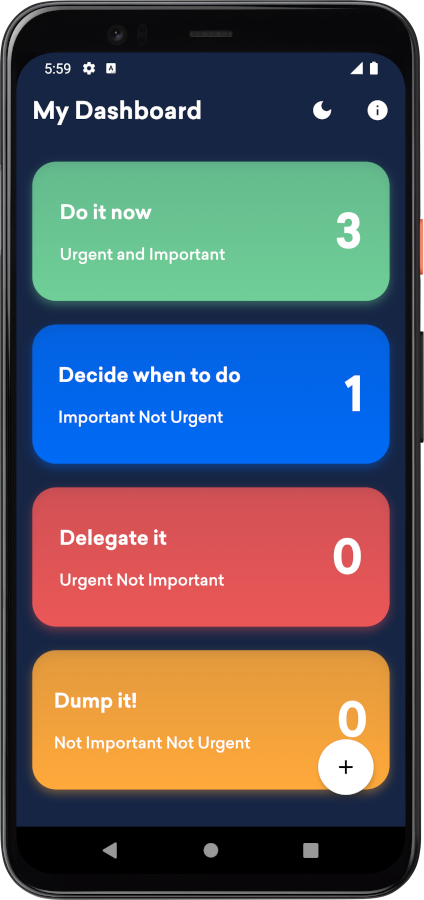 5:59
My Dashboard
Do it now
3
Urgent and Important
Decide when to do
1
Important Not Urgent
Delegate it
0
Urgent Not Important
Dump it!
0
Not Important Not Urgent
+